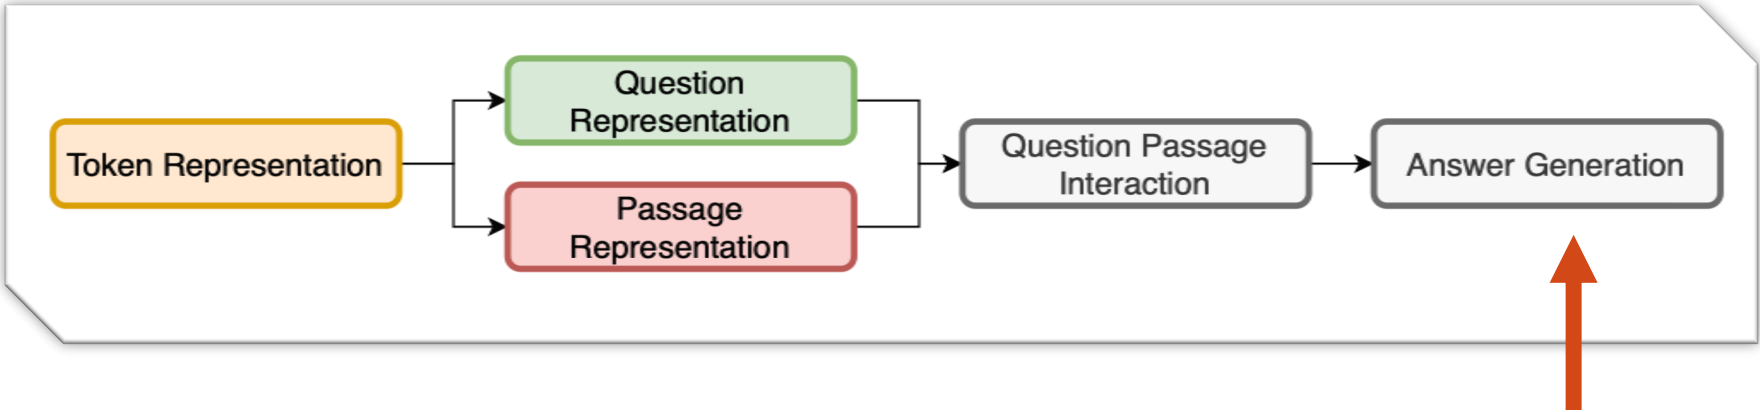 Token Representation
Question
Representation
Passage
Representation
Question Passage
Interaction
Answer Generation